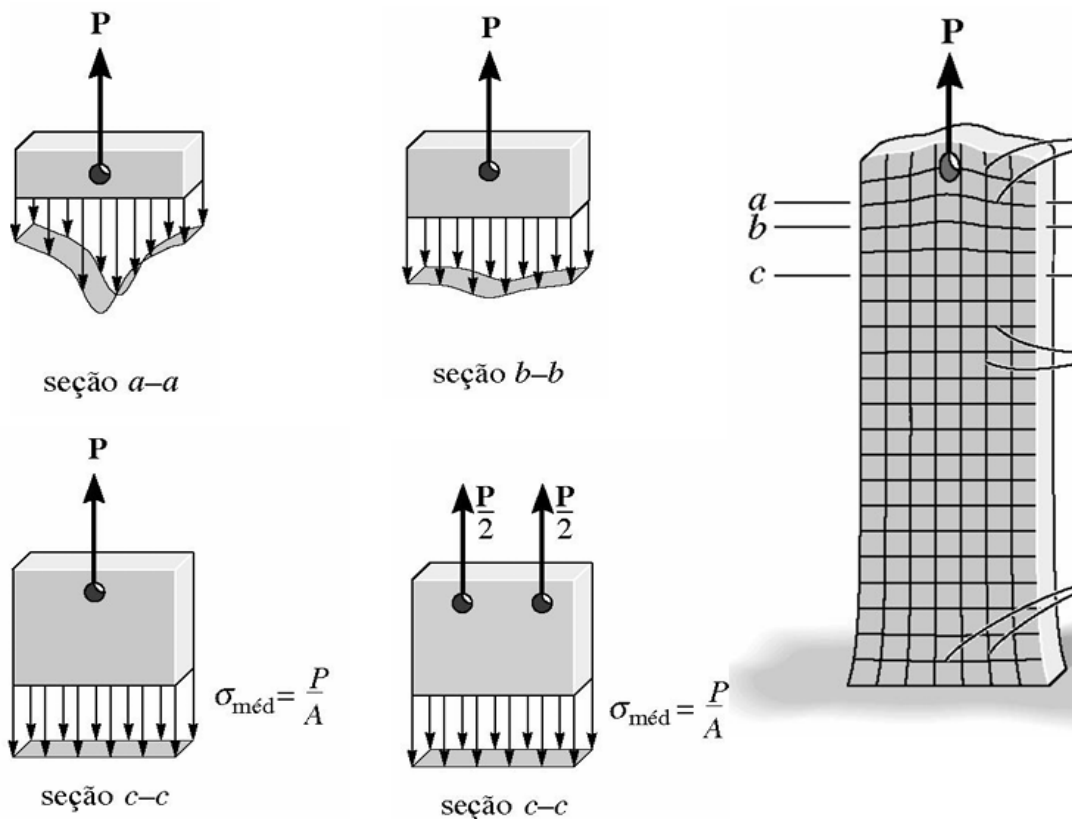 P
seção a–a
P
seção b–b
P
σméd = P/A
seção c–c
P/2 P/2
σméd = P/A
seção c–c
P
a
b
c